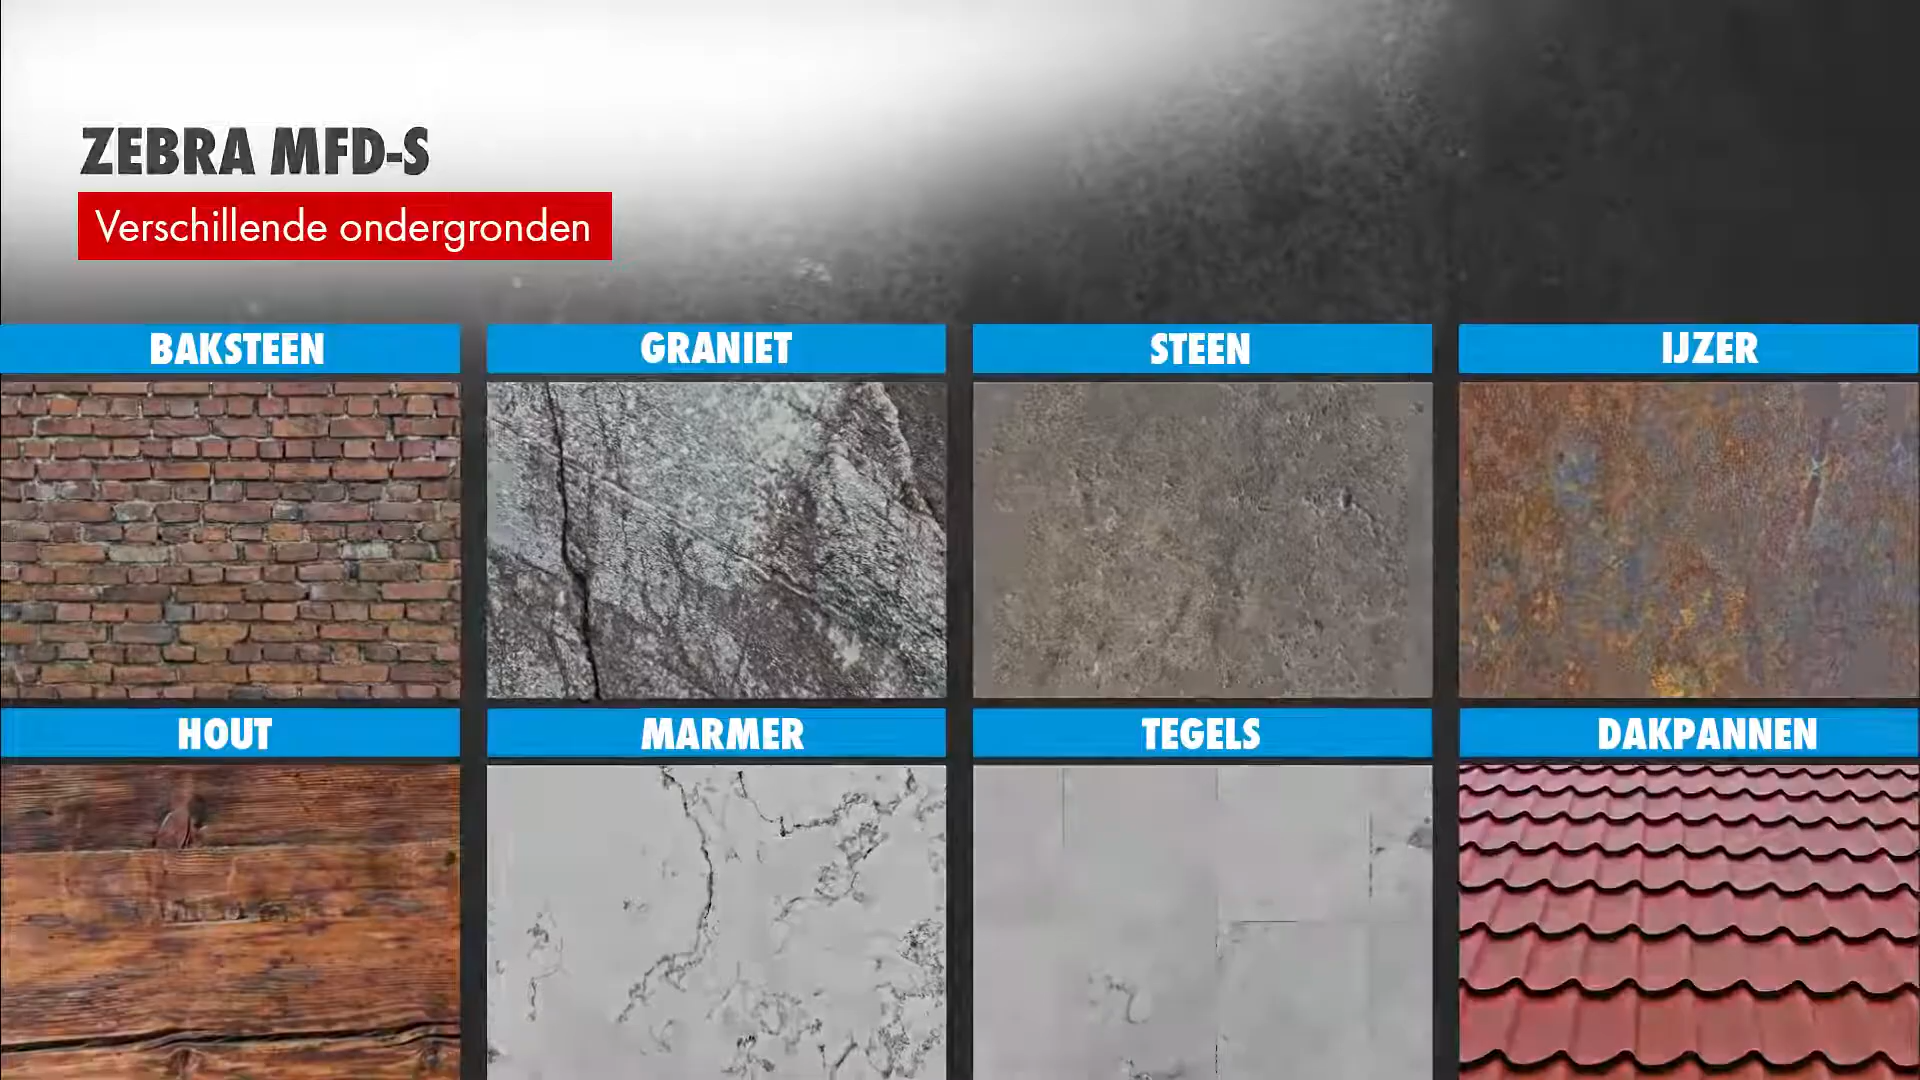 ZEBRA MFD-S
Verschillende ondergronden
BAKSTEEN
GRANIET
STEEN
IJZER
HOUT
MARMER
TEGELS
DAKPANNEN